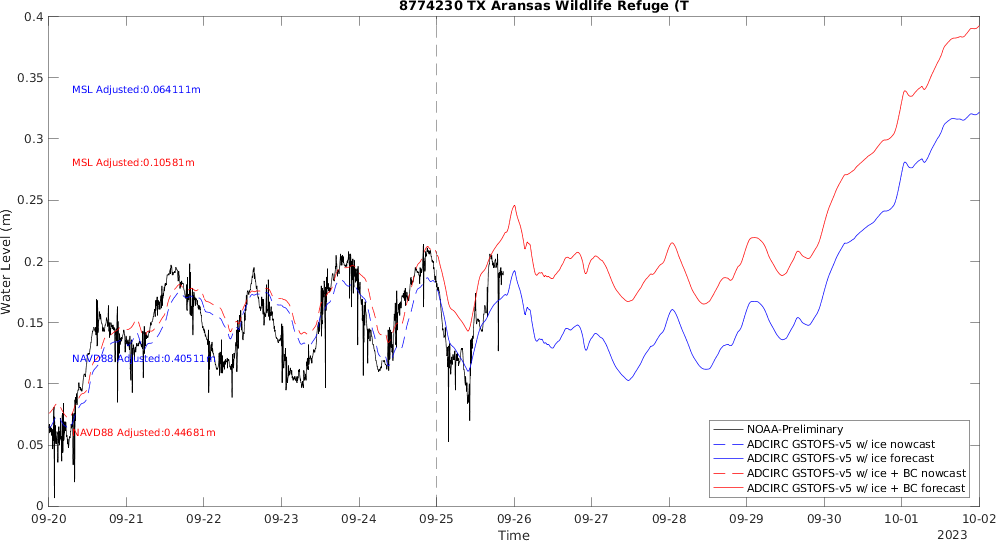 8774230 TX Aransas Wildlife Refuge (T
0.4
0.35
0.3
0.25
0.2
0.15
0.1
0.05
0
Water Level (m)
MSL Adjusted:0.064111m
MSL Adjusted:0.10581m
NAVD88 Adjusted:0.40511m
NAVD88 Adjusted:0.44681m
NOAA-Preliminary
ADCIRC GSTOFS-v5 w/ ice nowcast
ADCIRC GSTOFS-v5 w/ ice forecast
ADCIRC GSTOFS-v5 w/ ice + BC nowcast
ADCIRC GSTOFS-v5 w/ ice + BC forecast
09-20 09-21 09-22 09-23 09-24 09-25 09-26 09-27 09-28 09-29 09-30 10-01 10-02
Time
2023